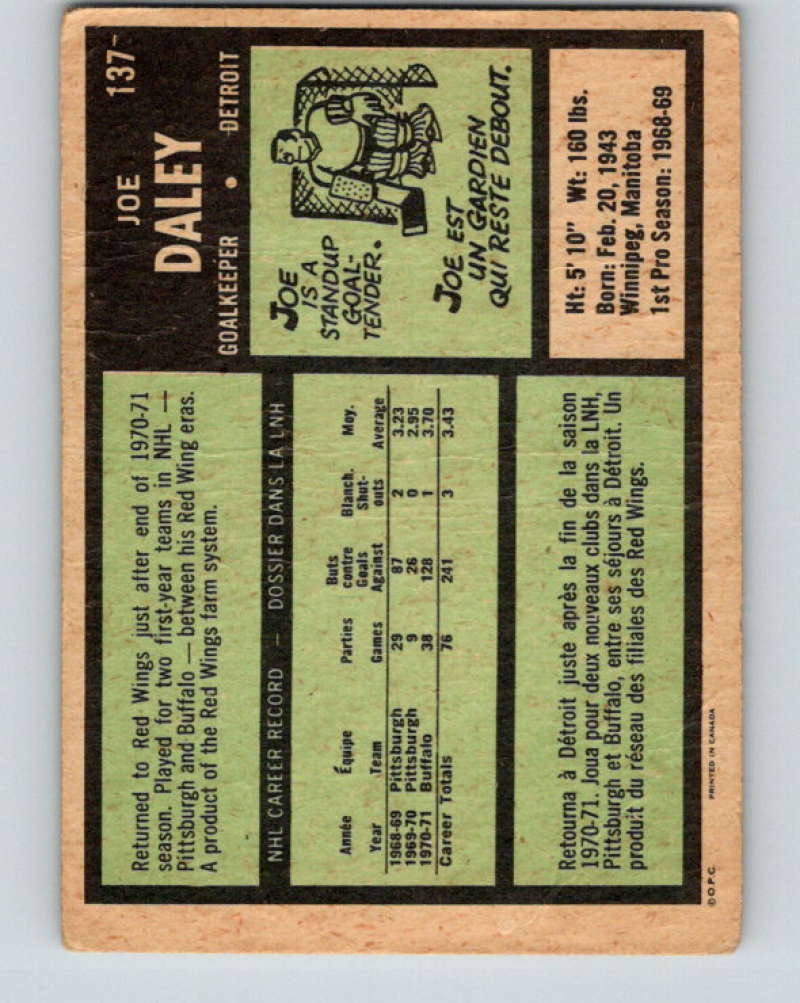 137
JOE
DALEY
GOALKEEPER • DETROIT
Returned to Red Wings just after end of 1970-71
season. Played for two first-year teams in NHL —
Pittsburgh and Buffalo — between his Red Wing eras.
A product of the Red Wings farm system.
JOE
IS A
STANDUP
GOAL-
TENDER.
JOE EST
UN GARDIEN
QUI RESTE DEBOUT.
NHL CAREER RECORD — DOSSIER DANS LA LNH
Année Équipe Parties Buts contre Blanch. Moy.
Year Team Games Goals Against Shut-outs Average
1968-69 Pittsburgh 29 87 2 3.23
1969-70 Pittsburgh 9 26 0 2.95
1970-71 Buffalo 38 128 1 3.70
Career Totals 76 241 3 3.43
Ht: 5' 10" Wt: 160 lbs.
Born: Feb. 20, 1943
Winnipeg, Manitoba
1st Pro Season: 1968-69
Retourna à Détroit juste après la fin de la saison
1970-71. Joua pour deux nouveaux clubs dans la LNH,
Pittsburgh et Buffalo, entre ses séjours à Détroit. Un
produit du réseau des filiales des Red Wings.
© O.P.C. PRINTED IN CANADA